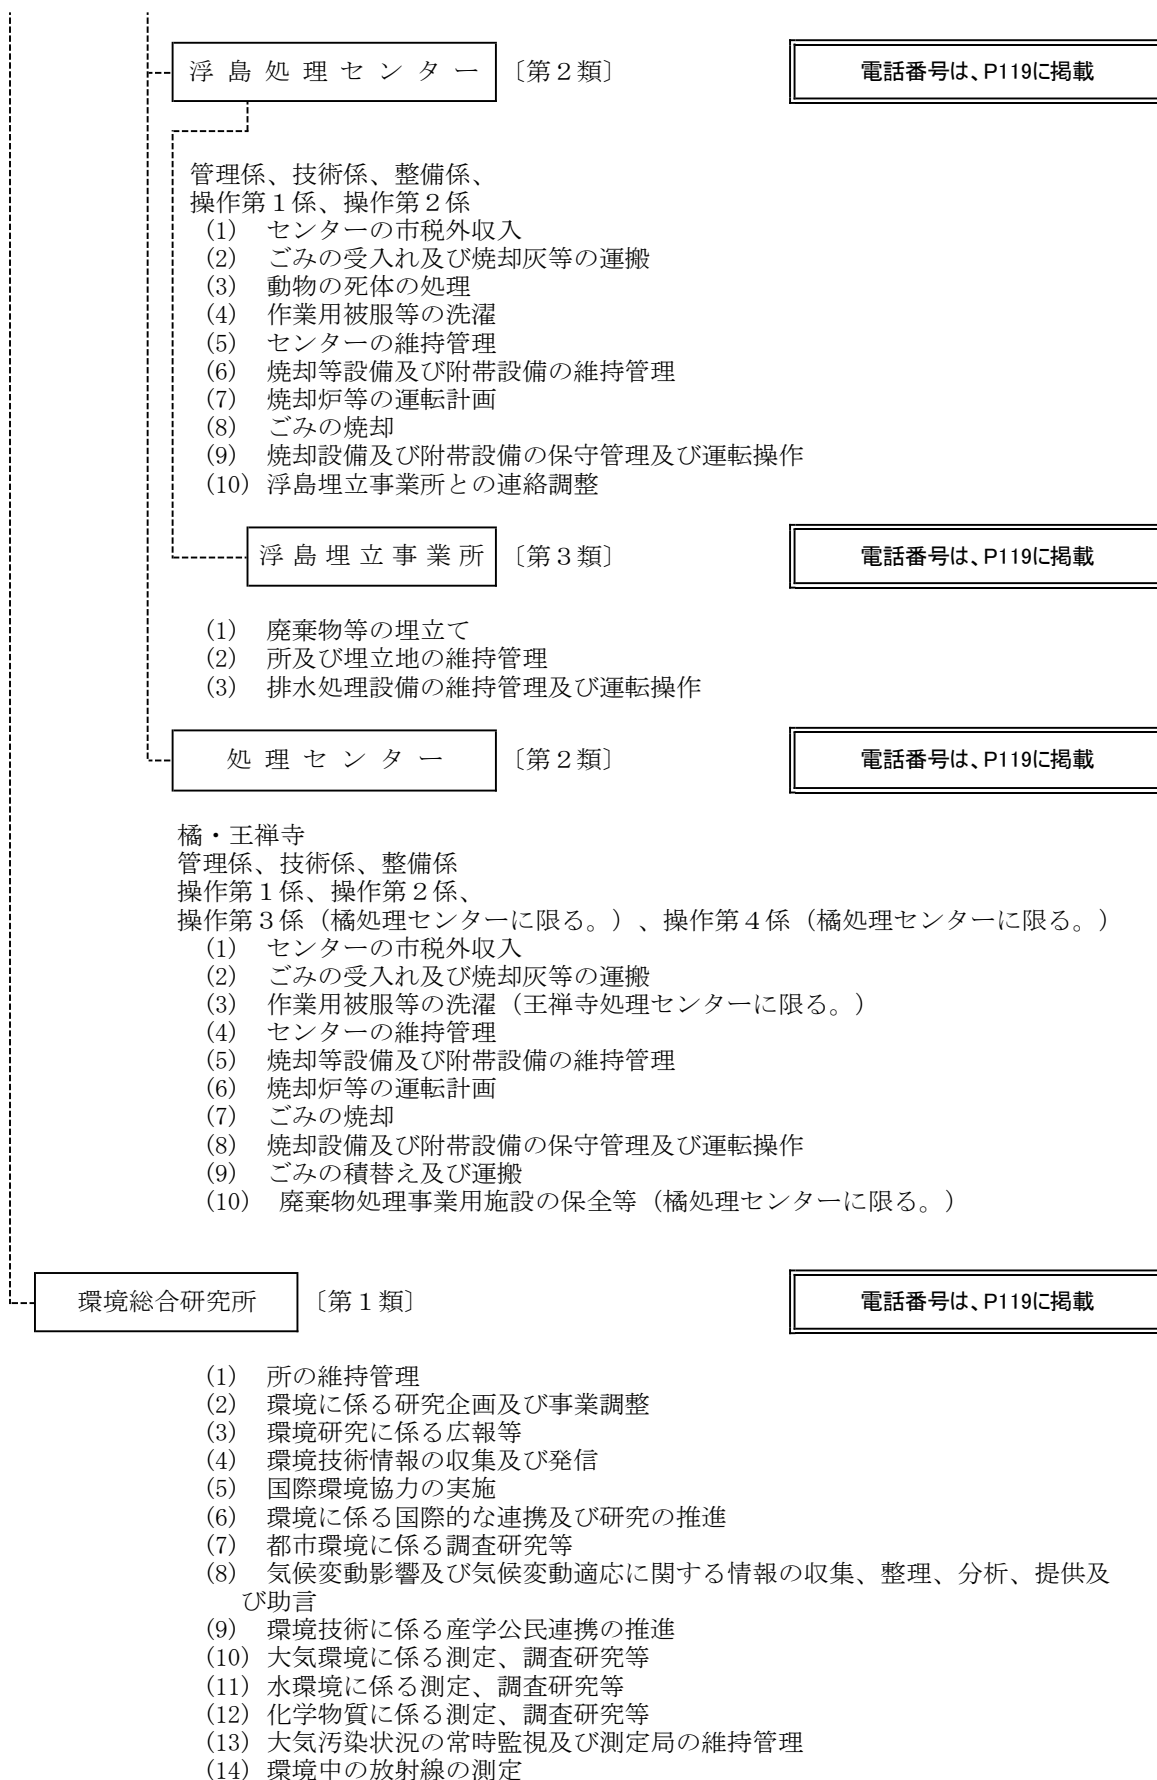 浮島処理センター 〔第２類〕 電話番号は、P119に掲載
管理係、技術係、整備係、
操作第１係、操作第２係
(1) センターの市税外収入
(2) ごみの受入れ及び焼却灰等の運搬
(3) 動物の死体の処理
(4) 作業用被服等の洗濯
(5) センターの維持管理
(6) 焼却等設備及び附帯設備の維持管理
(7) 焼却炉等の運転計画
(8) ごみの焼却
(9) 焼却設備及び附帯設備の保守管理及び運転操作
(10) 浮島埋立事業所との連絡調整
浮島埋立事業所 〔第３類〕 電話番号は、P119に掲載
(1) 廃棄物等の埋立て
(2) 所及び埋立地の維持管理
(3) 排水処理設備の維持管理及び運転操作
処理センター 〔第２類〕 電話番号は、P119に掲載
橘・王禅寺
管理係、技術係、整備係
操作第１係、操作第２係、
操作第３係（橘処理センターに限る。）、操作第４係（橘処理センターに限る。）
(1) センターの市税外収入
(2) ごみの受入れ及び焼却灰等の運搬
(3) 作業用被服等の洗濯（王禅寺処理センターに限る。）
(4) センターの維持管理
(5) 焼却等設備及び附帯設備の維持管理
(6) 焼却炉等の運転計画
(7) ごみの焼却
(8) 焼却設備及び附帯設備の保守管理及び運転操作
(9) ごみの積替え及び運搬
(10) 廃棄物処理事業用施設の保全等（橘処理センターに限る。）
環境総合研究所 〔第１類〕 電話番号は、P119に掲載
(1) 所の維持管理
(2) 環境に係る研究企画及び事業調整
(3) 環境研究に係る広報等
(4) 環境技術情報の収集及び発信
(5) 国際環境協力の実施
(6) 環境に係る国際的な連携及び研究の推進
(7) 都市環境に係る調査研究等
(8) 気候変動影響及び気候変動適応に関する情報の収集、整理、分析、提供及
び助言
(9) 環境技術に係る産学公民連携の推進
(10) 大気環境に係る測定、調査研究等
(11) 水環境に係る測定、調査研究等
(12) 化学物質に係る測定、調査研究等
(13) 大気汚染状況の常時監視及び測定局の維持管理
(14) 環境中の放射線の測定